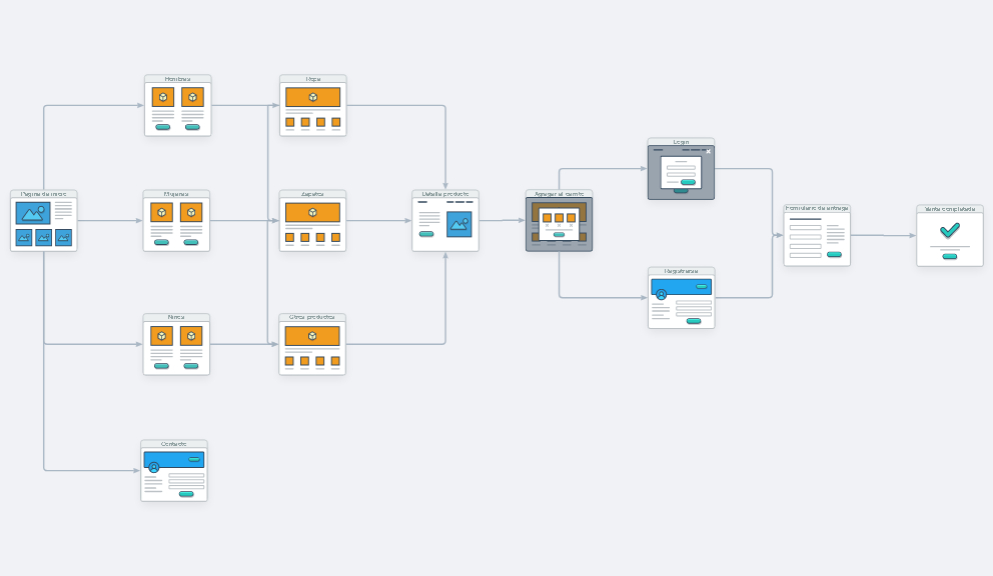 Hombres
Ropa
Login
Página de inicio
Mujeres
Zapatos
Detalle producto
Agregar al carrito
Formulario de entrega
Venta completada
Registrarse
Niños
Otros productos
Contacto